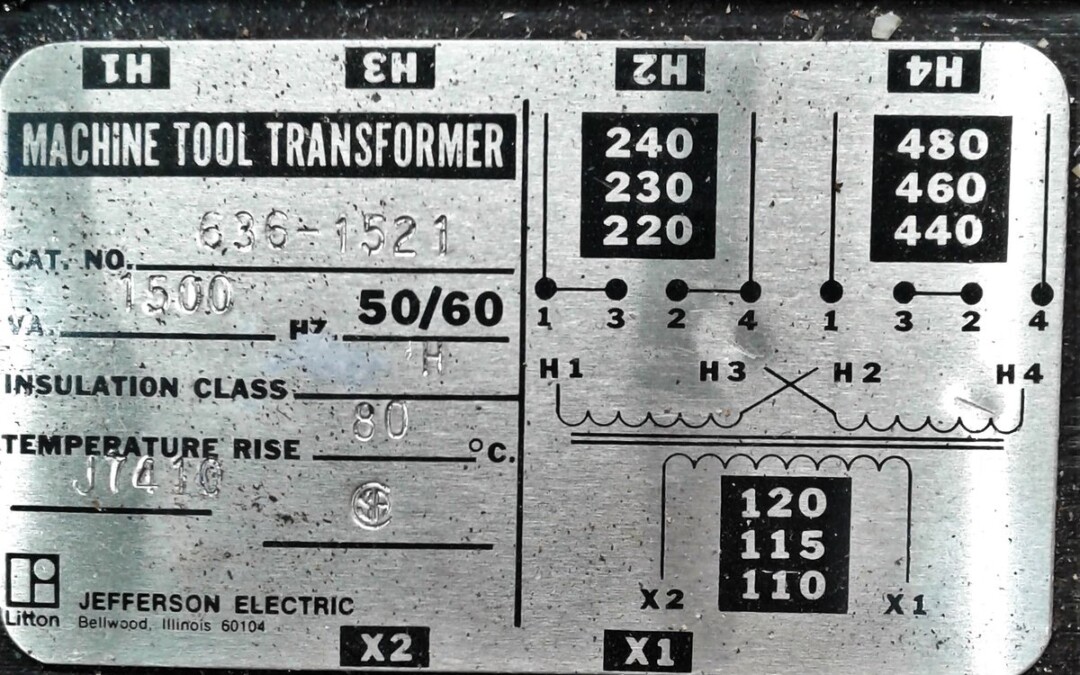 H1 H3 H2 H4
MACHINE TOOL TRANSFORMER
CAT. NO. 636-1521
VA. 1500 HZ. 50/60
INSULATION CLASS H
TEMPERATURE RISE 80 °C.
Litton
JEFFERSON ELECTRIC
Bellwood, Illinois 60104
240
230
220
480
460
440
1 3 2 4 1 3 2 4
H1 H3 H2 H4
120
115
110
X2 X1
X2 X1